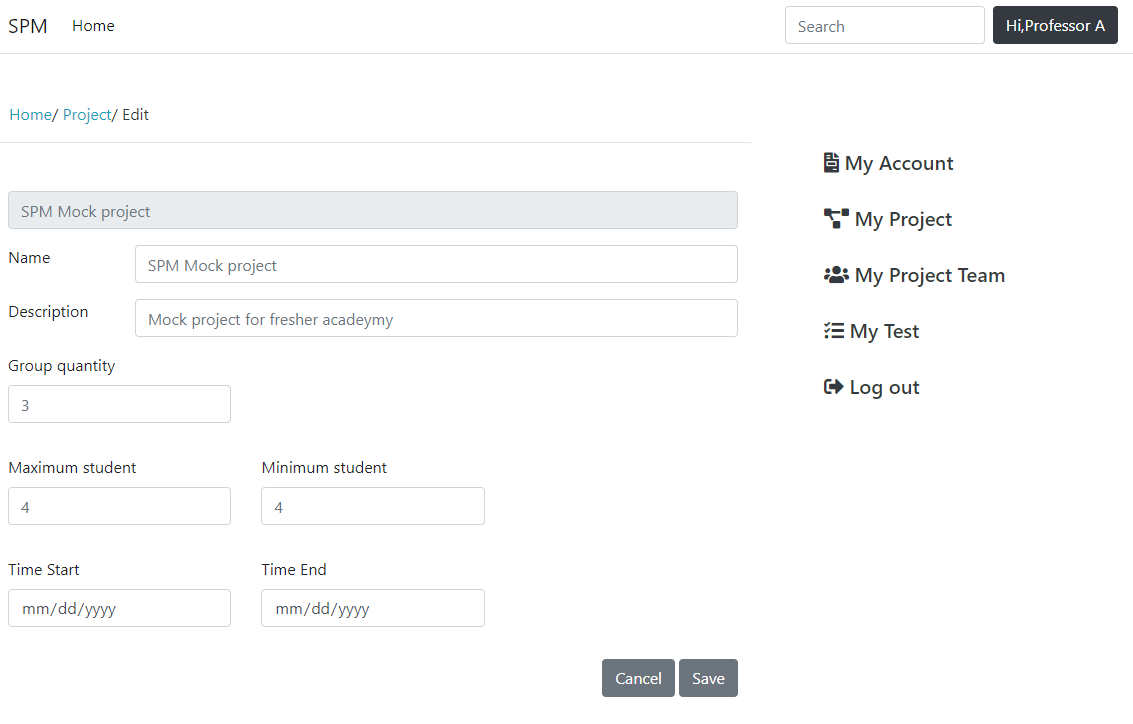 SPM Home Search Hi,Professor A
Home/ Project/ Edit
SPM Mock project
Name SPM Mock project
Description Mock project for fresher acadeymy
Group quantity
3
Maximum student Minimum student
4 4
Time Start Time End
mm/dd/yyyy mm/dd/yyyy
Cancel Save
My Account
My Project
My Project Team
My Test
Log out